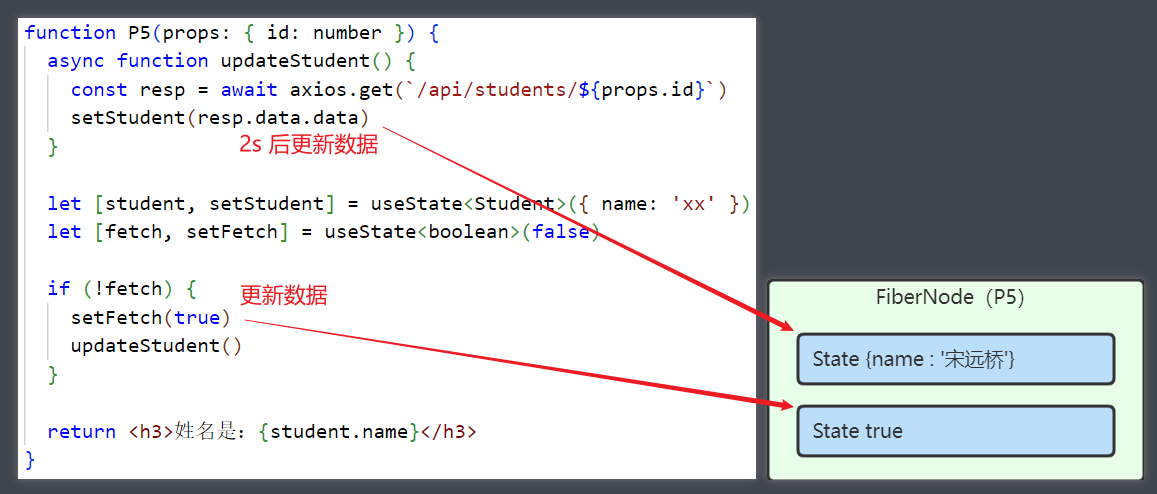 function P5(props: { id: number }) {
async function updateStudent() {
const resp = await axios.get(`/api/students/${props.id}`)
setStudent(resp.data.data)
}
2s 后更新数据
let [student, setStudent] = useState<Student>({ name: 'xx' })
let [fetch, setFetch] = useState<boolean>(false)
if (!fetch) {
更新数据
setFetch(true)
updateStudent()
}
return <h3>姓名是：{student.name}</h3>
}
FiberNode（P5）
State {name : '宋远桥'}
State true